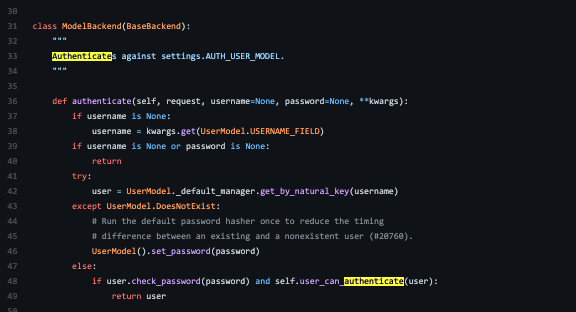 30
31 class ModelBackend(BaseBackend):
32 """
33 Authenticates against settings.AUTH_USER_MODEL.
34 """
35
36 def authenticate(self, request, username=None, password=None, **kwargs):
37 if username is None:
38 username = kwargs.get(UserModel.USERNAME_FIELD)
39 if username is None or password is None:
40 return
41 try:
42 user = UserModel._default_manager.get_by_natural_key(username)
43 except UserModel.DoesNotExist:
44 # Run the default password hasher once to reduce the timing
45 # difference between an existing and a nonexistent user (#20760).
46 UserModel().set_password(password)
47 else:
48 if user.check_password(password) and self.user_can_authenticate(user):
49 return user
50